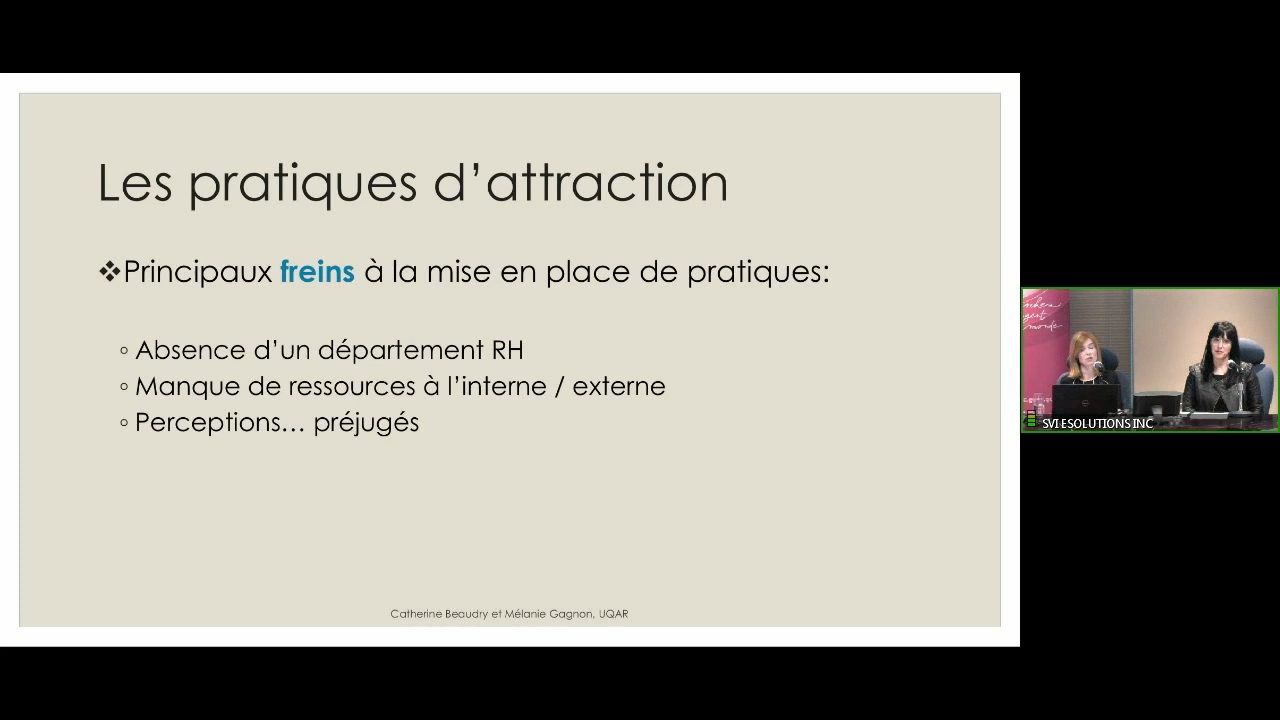 Les pratiques d’attraction
❖Principaux freins à la mise en place de pratiques:
◦ Absence d’un département RH
◦ Manque de ressources à l’interne / externe
◦ Perceptions… préjugés
Catherine Beaudry et Mélanie Gagnon, UQAR
monde
SVI ESOLUTIONS INC